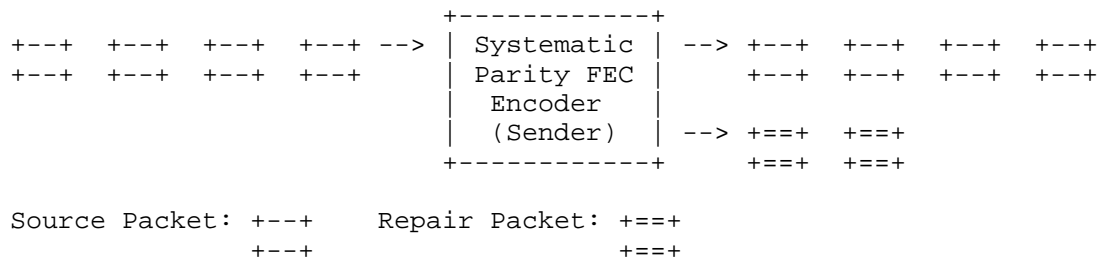 +------------+
+--+  +--+  +--+  +--+ --> | Systematic | --> +--+  +--+  +--+  +--+
+--+  +--+  +--+  +--+     | Parity FEC |     +--+  +--+  +--+  +--+
                           |  Encoder   |
                           |  (Sender)  | --> +==+  +==+
                           +------------+     +==+  +==+

Source Packet: +--+    Repair Packet: +==+
               +--+                   +==+